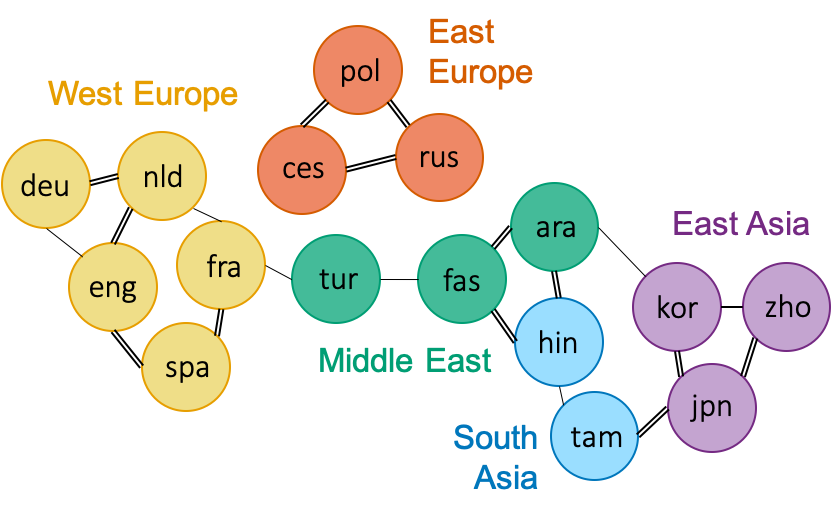 East
Europe
pol
West Europe
ces
rus
deu
nld
ara
East Asia
fra
tur
fas
eng
kor
zho
hin
Middle East
spa
jpn
South
Asia
tam